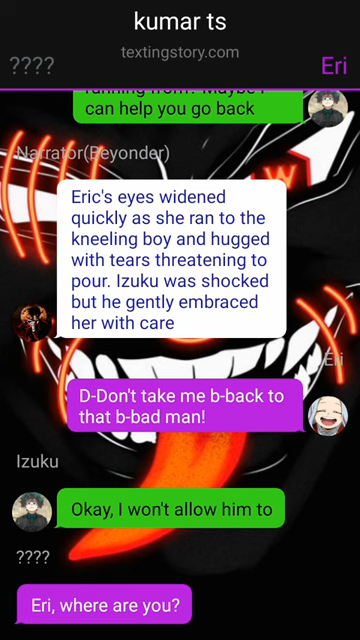 kumar ts
textingstory.com
????
Eri
running from? Maybe I
can help you go back
Narrator(Beyonder)
Eric's eyes widened
quickly as she ran to the
kneeling boy and hugged
with tears threatening to
pour. Izuku was shocked
but he gently embraced
her with care
Eri
D-Don't take me b-back to
that b-bad man!
Izuku
Okay, I won't allow him to
????
Eri, where are you?